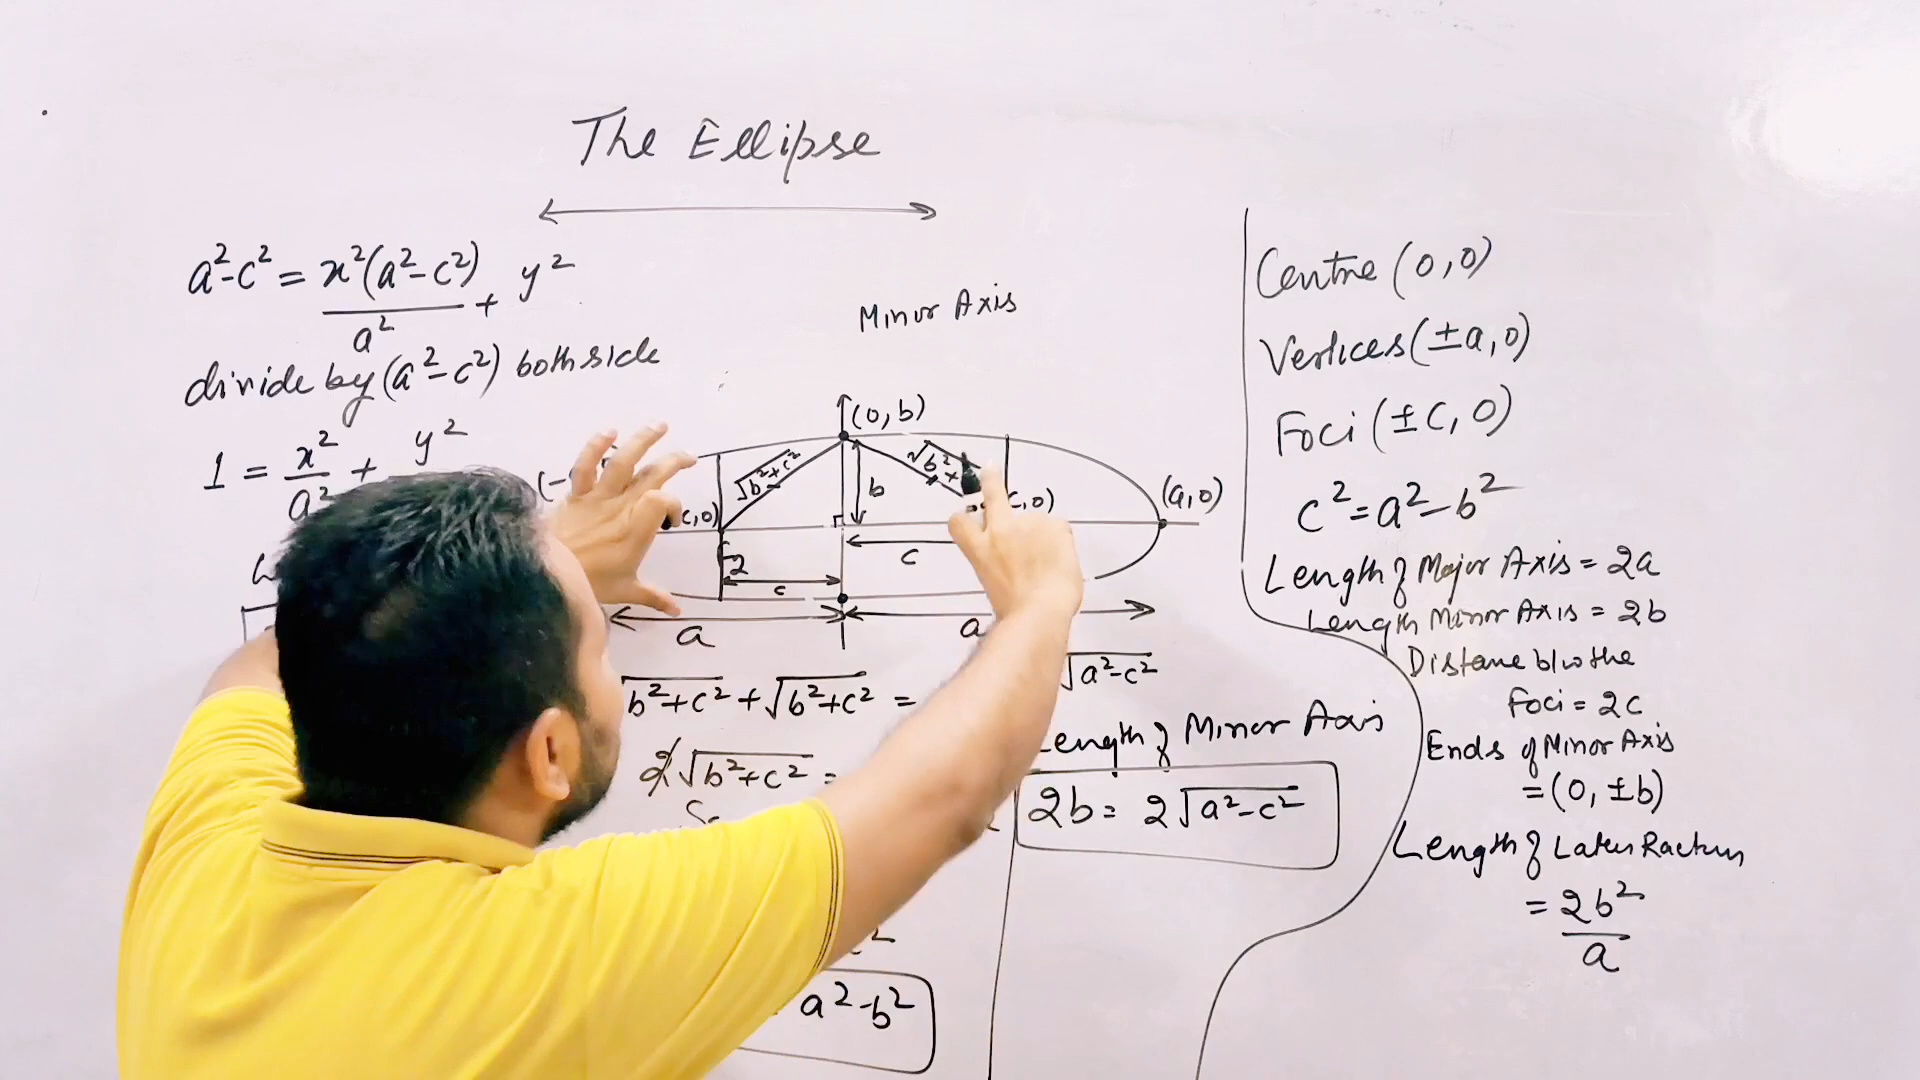 The Ellipse
a²-c² = x²(a²-c²)/a² + y²
divide by (a²-c²) both side
1 = x²/a² + y²
Minor Axis
(0, b)
√b²+c²
√b²+
b
c,0)
c,0)
(a,0)
F2
c
c
a
a
√b²+c² + √b²+c² =
2√b²+c² =
a²-b²
√a²-c²
Length of Minor Axis
2b = 2√a²-c²
Centre (0,0)
Vertices (±a,0)
Foci (±c, 0)
c² = a² - b²
Length of Major Axis = 2a
Length Minor Axis = 2b
Distane b/w the
Foci = 2c
Ends of Minor Axis
= (0, ±b)
Length of Latus Ractum
= 2b²/a